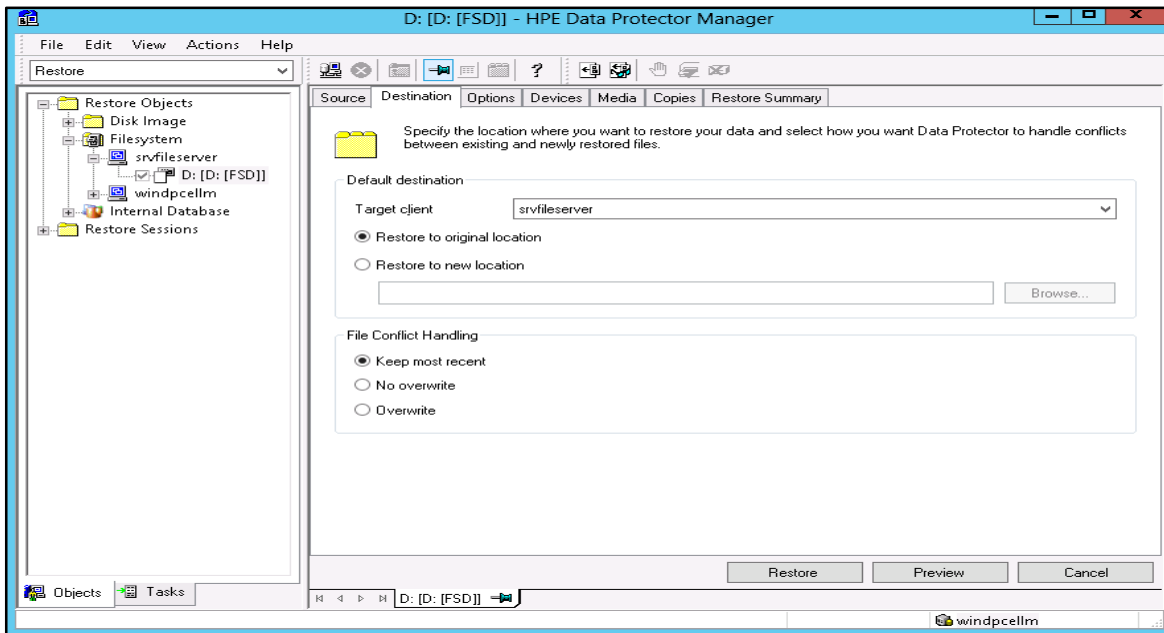 D: [D: [FSD]] - HPE Data Protector Manager
File Edit View Actions Help
Restore
Restore Objects
Disk Image
Filesystem
srvfileserver
D: [D: [FSD]]
windpcellm
Internal Database
Restore Sessions
Source Destination Options Devices Media Copies Restore Summary
Specify the location where you want to restore your data and select how you want Data Protector to handle conflicts
between existing and newly restored files.
Default destination
Target client srvfileserver
Restore to original location
Restore to new location
Browse...
File Conflict Handling
Keep most recent
No overwrite
Overwrite
Restore Preview Cancel
Objects Tasks
D: [D: [FSD]]
windpcellm